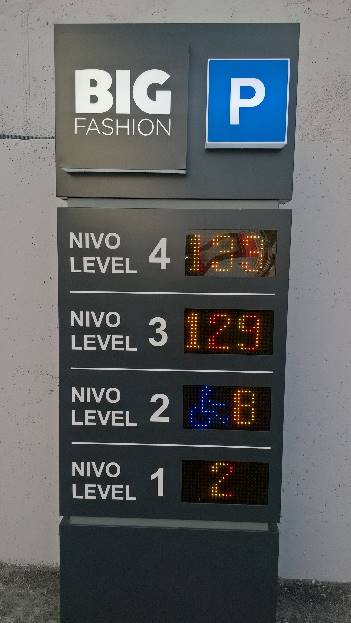 BIG
FASHION
P
NIVO
LEVEL 4
NIVO
LEVEL 3 129
NIVO
LEVEL 2 8
NIVO
LEVEL 1 2